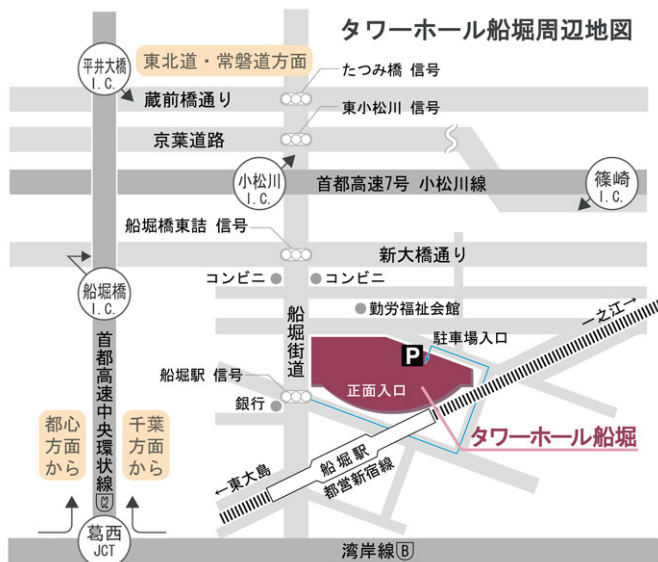 タワーホール船堀周辺地図
平井大橋
I.C.
東北道・常磐道方面
たつみ橋 信号
蔵前橋通り
東小松川 信号
京葉道路
小松川
I.C.
首都高速7号 小松川線
篠崎
I.C.
船堀橋東詰 信号
新大橋通り
船堀橋
I.C.
コンビニ
コンビニ
勤労福祉会館
一之江→
船堀街道
駐車場入口
P
首都高速中央環状線
C2
船堀駅 信号
正面入口
銀行
タワーホール船堀
都心
方面
から
千葉
方面
から
船堀駅
都営新宿線
←東大島
葛西
JCT
湾岸線
B